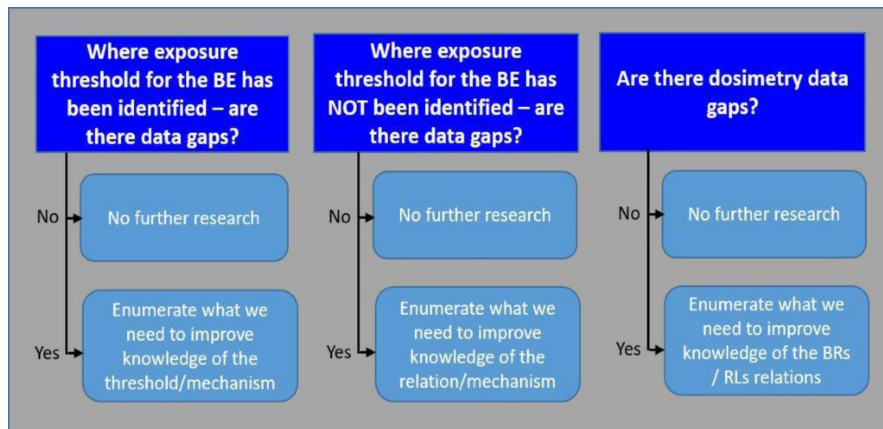 Where exposure
threshold for the BE has
been identified – are
there data gaps?
No
No further research
Yes
Enumerate what we
need to improve
knowledge of the
threshold/mechanism
Where exposure
threshold for the BE has
NOT been identified – are
there data gaps?
No
No further research
Yes
Enumerate what we
need to improve
knowledge of the
relation/mechanism
Are there dosimetry data
gaps?
No
No further research
Yes
Enumerate what we
need to improve
knowledge of the BRs
/ RLs relations